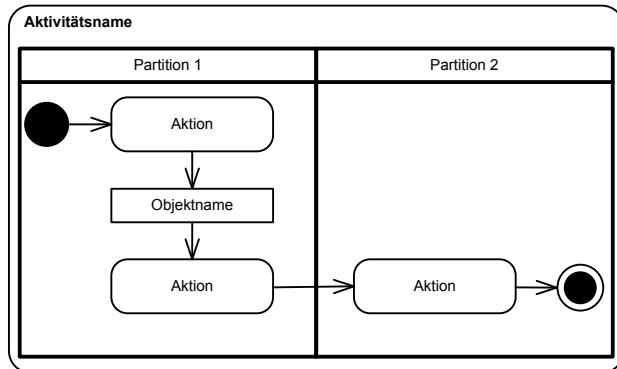 Aktivitätsname
Partition 1
Partition 2
Aktion
Objektname
Aktion
Aktion